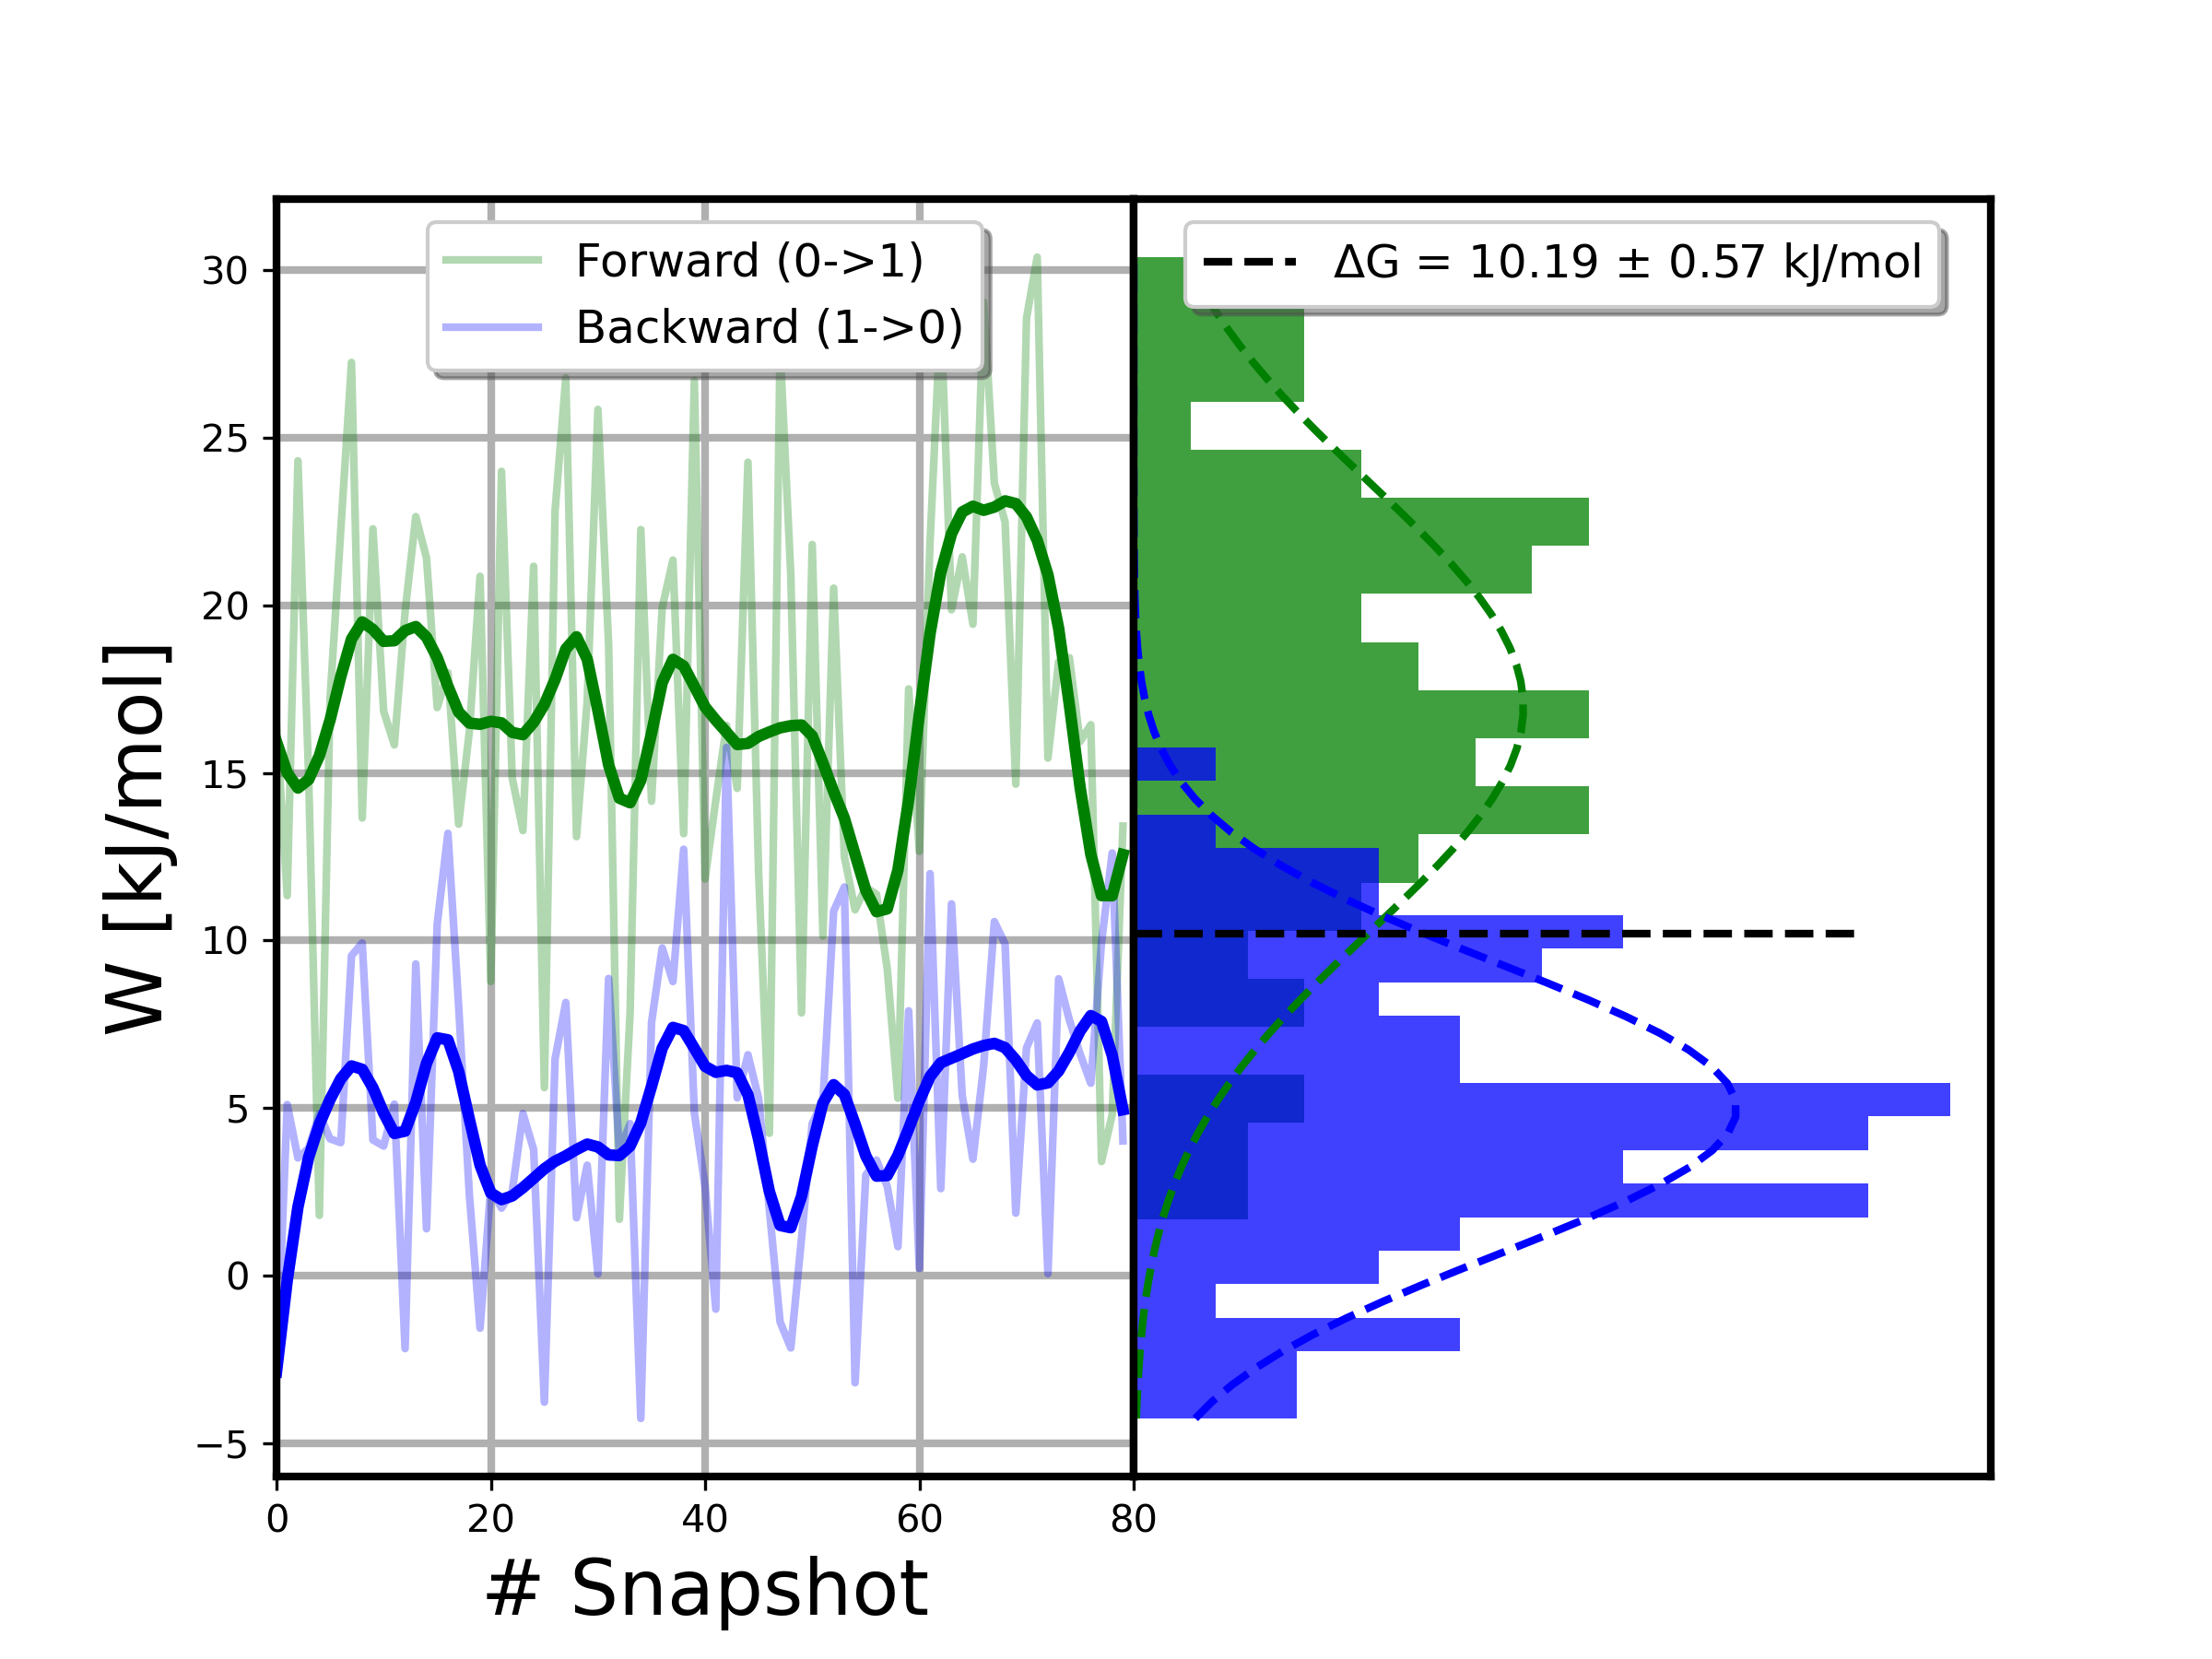 Forward (0->1)
Backward (1->0)
ΔG = 10.19 ± 0.57 kJ/mol
30
25
20
15
10
5
0
−5
W [kJ/mol]
0 20 40 60 80
# Snapshot